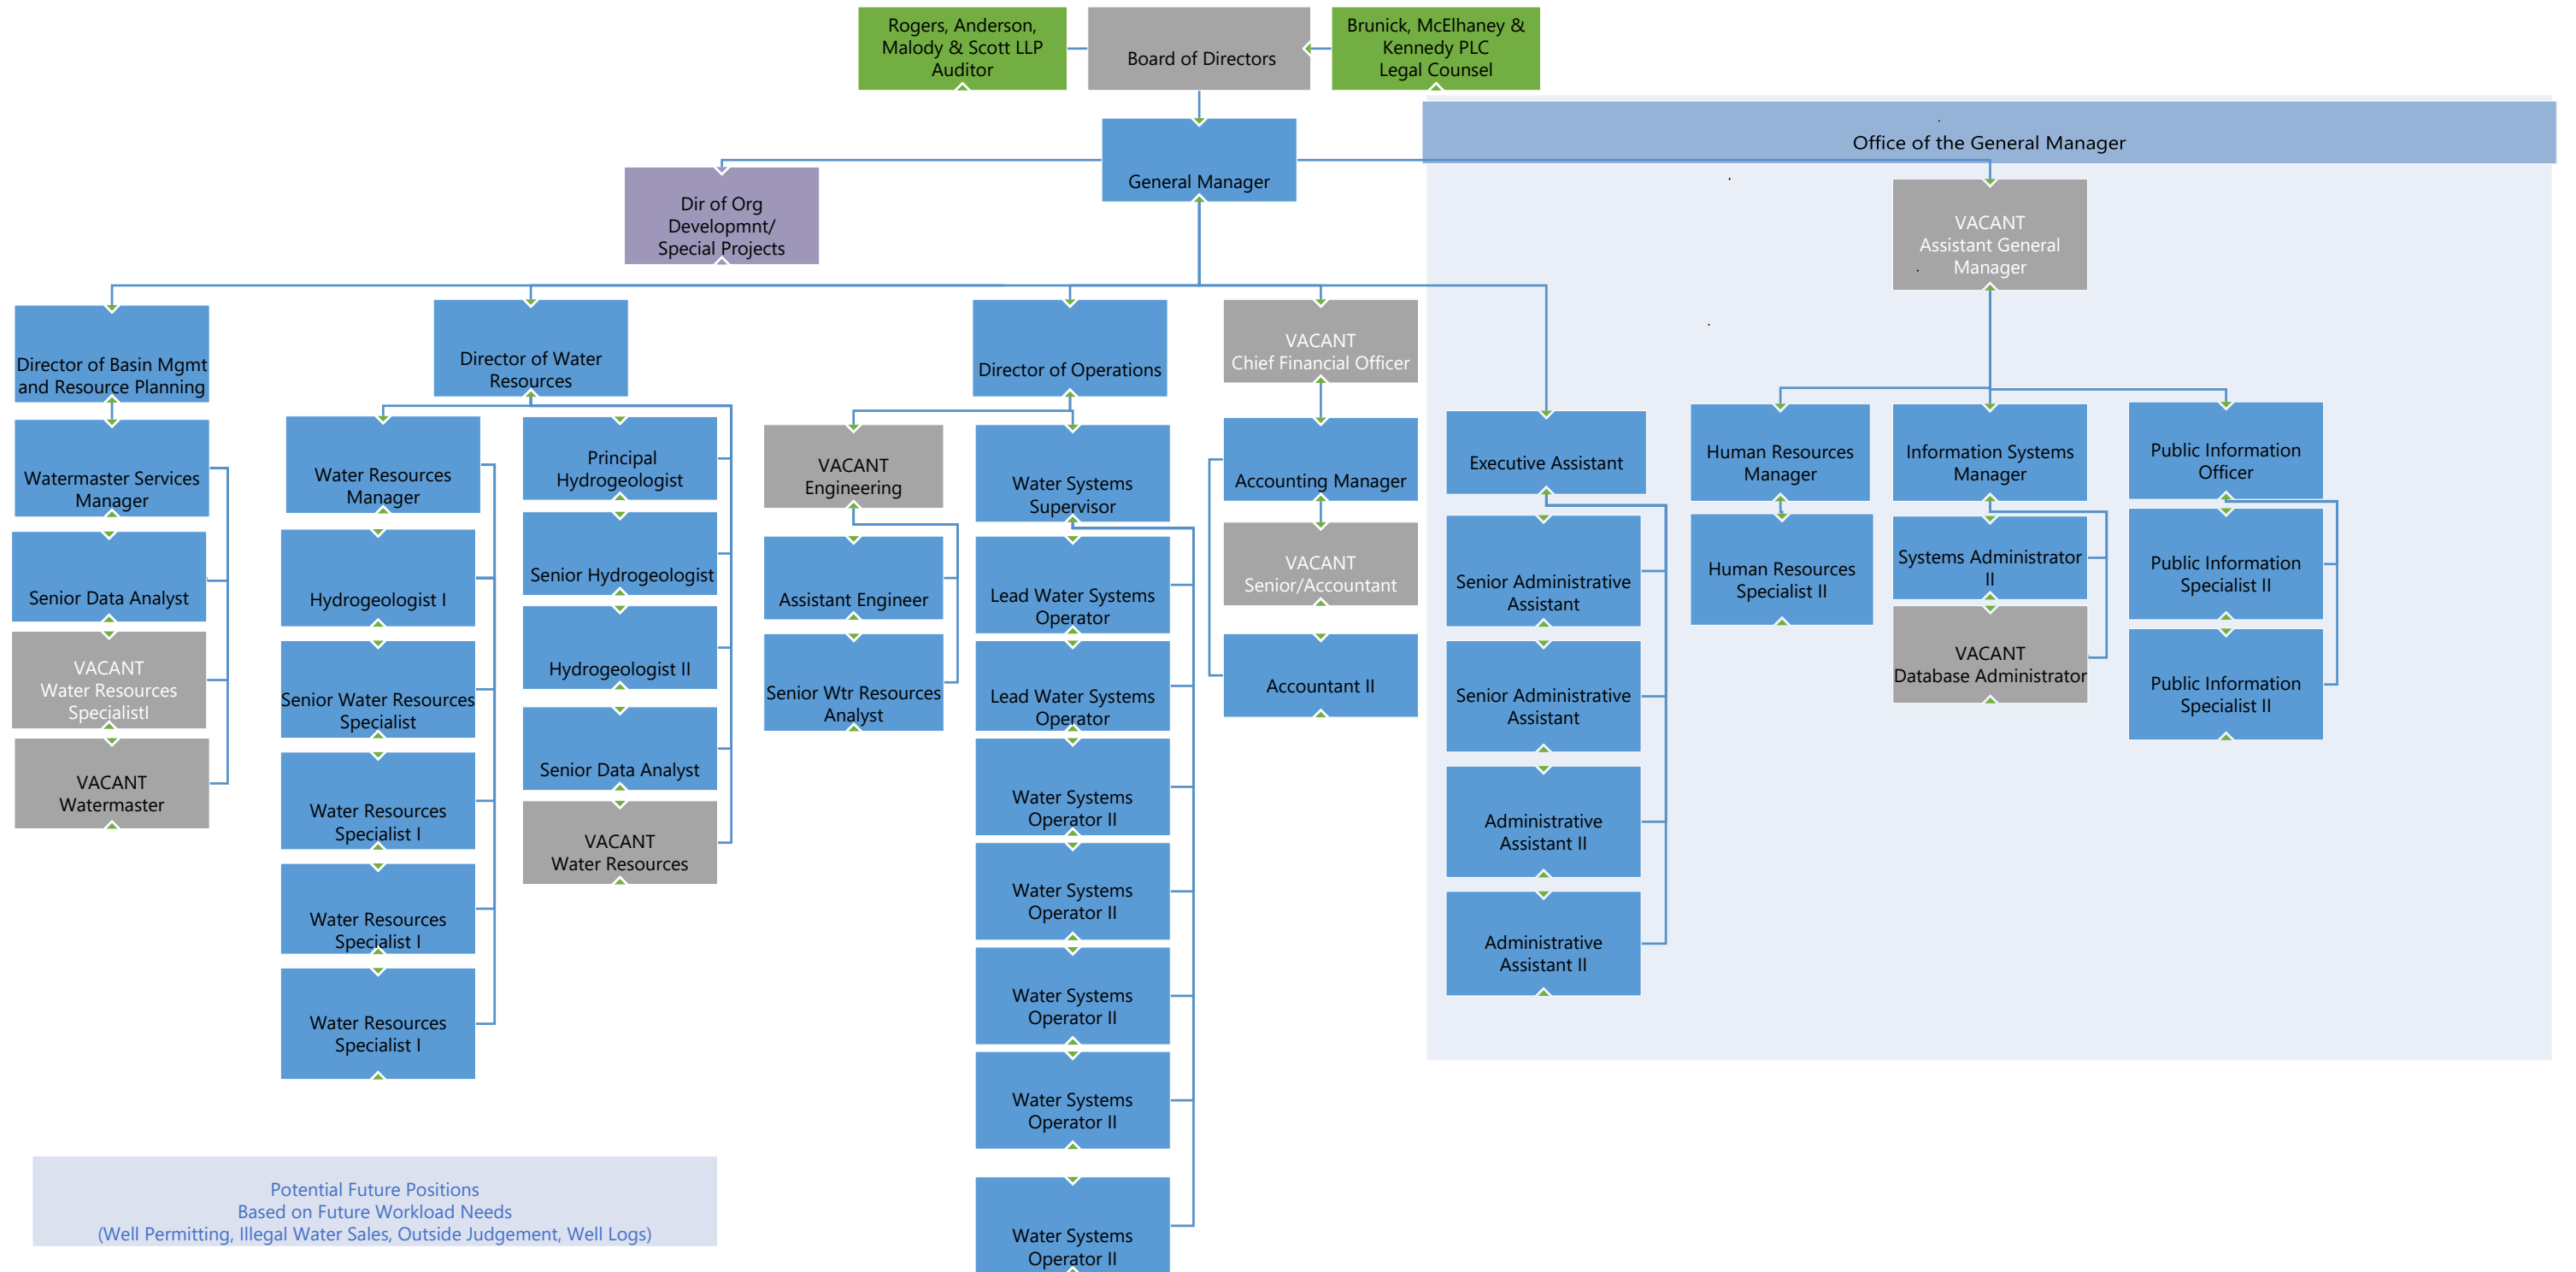 Rogers, Anderson,
Malody & Scott LLP
Auditor
Board of Directors
Brunick, McElhaney &
Kennedy PLC
Legal Counsel
Office of the General Manager
General Manager
Dir of Org
Developmnt/
Special Projects
VACANT
Assistant General
Manager
Director of Basin Mgmt
and Resource Planning
Director of Water
Resources
Director of Operations
VACANT
Chief Financial Officer
Watermaster Services
Manager
Senior Data Analyst
VACANT
Water Resources
SpecialistI
VACANT
Watermaster
Water Resources
Manager
Hydrogeologist I
Senior Water Resources
Specialist
Water Resources
Specialist I
Water Resources
Specialist I
Water Resources
Specialist I
Principal
Hydrogeologist
Senior Hydrogeologist
Hydrogeologist II
Senior Data Analyst
VACANT
Water Resources
VACANT
Engineering
Assistant Engineer
Senior Wtr Resources
Analyst
Water Systems
Supervisor
Lead Water Systems
Operator
Lead Water Systems
Operator
Water Systems
Operator II
Water Systems
Operator II
Water Systems
Operator II
Water Systems
Operator II
Water Systems
Operator II
Accounting Manager
VACANT
Senior/Accountant
Accountant II
Executive Assistant
Senior Administrative
Assistant
Senior Administrative
Assistant
Administrative
Assistant II
Administrative
Assistant II
Human Resources
Manager
Human Resources
Specialist II
Information Systems
Manager
Systems Administrator
II
VACANT
Database Administrator
Public Information
Officer
Public Information
Specialist II
Public Information
Specialist II
Potential Future Positions
Based on Future Workload Needs
(Well Permitting, Illegal Water Sales, Outside Judgement, Well Logs)